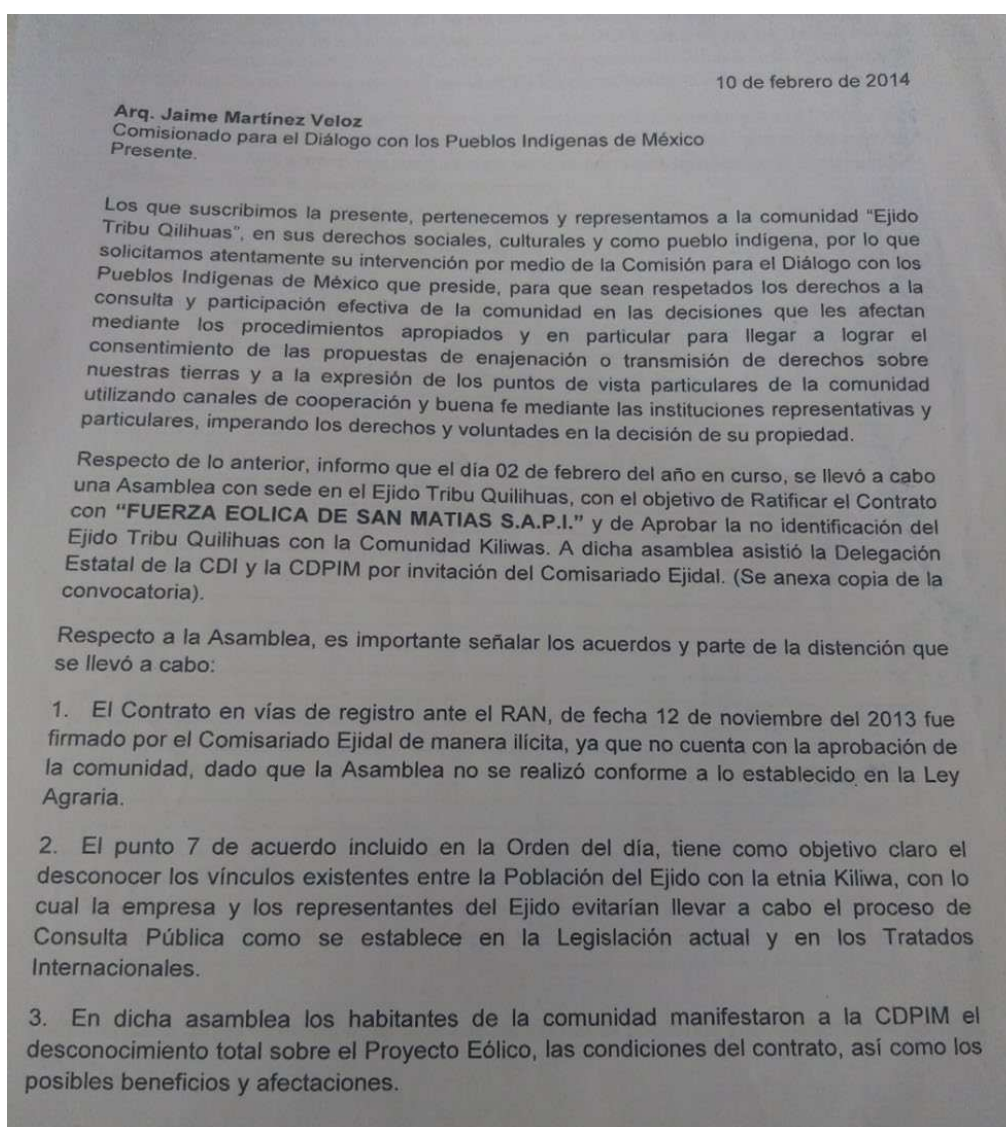 10 de febrero de 2014
Arq. Jaime Martínez Veloz
Comisionado para el Diálogo con los Pueblos Indígenas de México
Presente.
Los que suscribimos la presente, pertenecemos y representamos a la comunidad “Ejido
Tribu Qilihuas”, en sus derechos sociales, culturales y como pueblo indígena, por lo que
solicitamos atentamente su intervención por medio de la Comisión para el Diálogo con los
Pueblos Indígenas de México que preside, para que sean respetados los derechos a la
consulta y participación efectiva de la comunidad en las decisiones que les afectan
mediante los procedimientos apropiados y en particular para llegar a lograr el
consentimiento de las propuestas de enajenación o transmisión de derechos sobre
nuestras tierras y a la expresión de los puntos de vista particulares de la comunidad
utilizando canales de cooperación y buena fe mediante las instituciones representativas y
particulares, imperando los derechos y voluntades en la decisión de su propiedad.
Respecto de lo anterior, informo que el día 02 de febrero del año en curso, se llevó a cabo
una Asamblea con sede en el Ejido Tribu Quilihuas, con el objetivo de Ratificar el Contrato
con “FUERZA EOLICA DE SAN MATIAS S.A.P.I.” y de Aprobar la no identificación del
Ejido Tribu Quilihuas con la Comunidad Kiliwas. A dicha asamblea asistió la Delegación
Estatal de la CDI y la CDPIM por invitación del Comisariado Ejidal. (Se anexa copia de la
convocatoria).
Respecto a la Asamblea, es importante señalar los acuerdos y parte de la distención que
se llevó a cabo:
1. El Contrato en vías de registro ante el RAN, de fecha 12 de noviembre del 2013 fue
firmado por el Comisariado Ejidal de manera ilícita, ya que no cuenta con la aprobación de
la comunidad, dado que la Asamblea no se realizó conforme a lo establecido en la Ley
Agraria.
2. El punto 7 de acuerdo incluido en la Orden del día, tiene como objetivo claro el
desconocer los vínculos existentes entre la Población del Ejido con la etnia Kiliwa, con lo
cual la empresa y los representantes del Ejido evitarían llevar a cabo el proceso de
Consulta Pública como se establece en la Legislación actual y en los Tratados
Internacionales.
3. En dicha asamblea los habitantes de la comunidad manifestaron a la CDPIM el
desconocimiento total sobre el Proyecto Eólico, las condiciones del contrato, así como los
posibles beneficios y afectaciones.